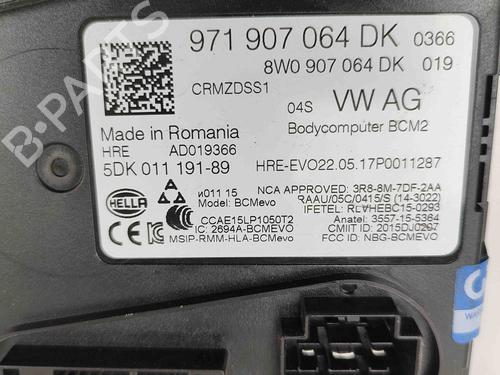 971 907 064 DK 0366
8W0 907 064 DK 019
CRMZDSS1
04S VW AG
Made in Romania Bodycomputer BCM2
HRE AD019366
5DK 011 191-89 HRE-EVO22.05.17P0011287
HELLA
и011 15
Model: BCMevo
CCAE15LP1050T2
IC: 2694A-BCMEVO
MSIP-RMM-HLA-BCMevo
NCA APPROVED: 3R8-8M-7DF-2AA
RAAU/05C/0415/S (14-3022)
IFETEL: RLVHEBC15-0293
Anatel: 3557-15-5364
CMIIT ID: 2015DJ0207
FCC ID: NBG-BCMEVO
B-PARTS